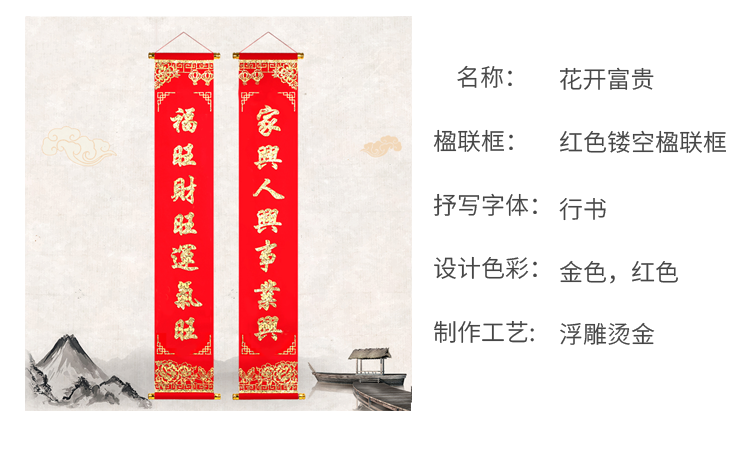 家興人興事業興
福旺財旺運氣旺
名称： 花开富贵
楹联框： 红色镂空楹联框
抒写字体： 行书
设计色彩： 金色，红色
制作工艺: 浮雕烫金